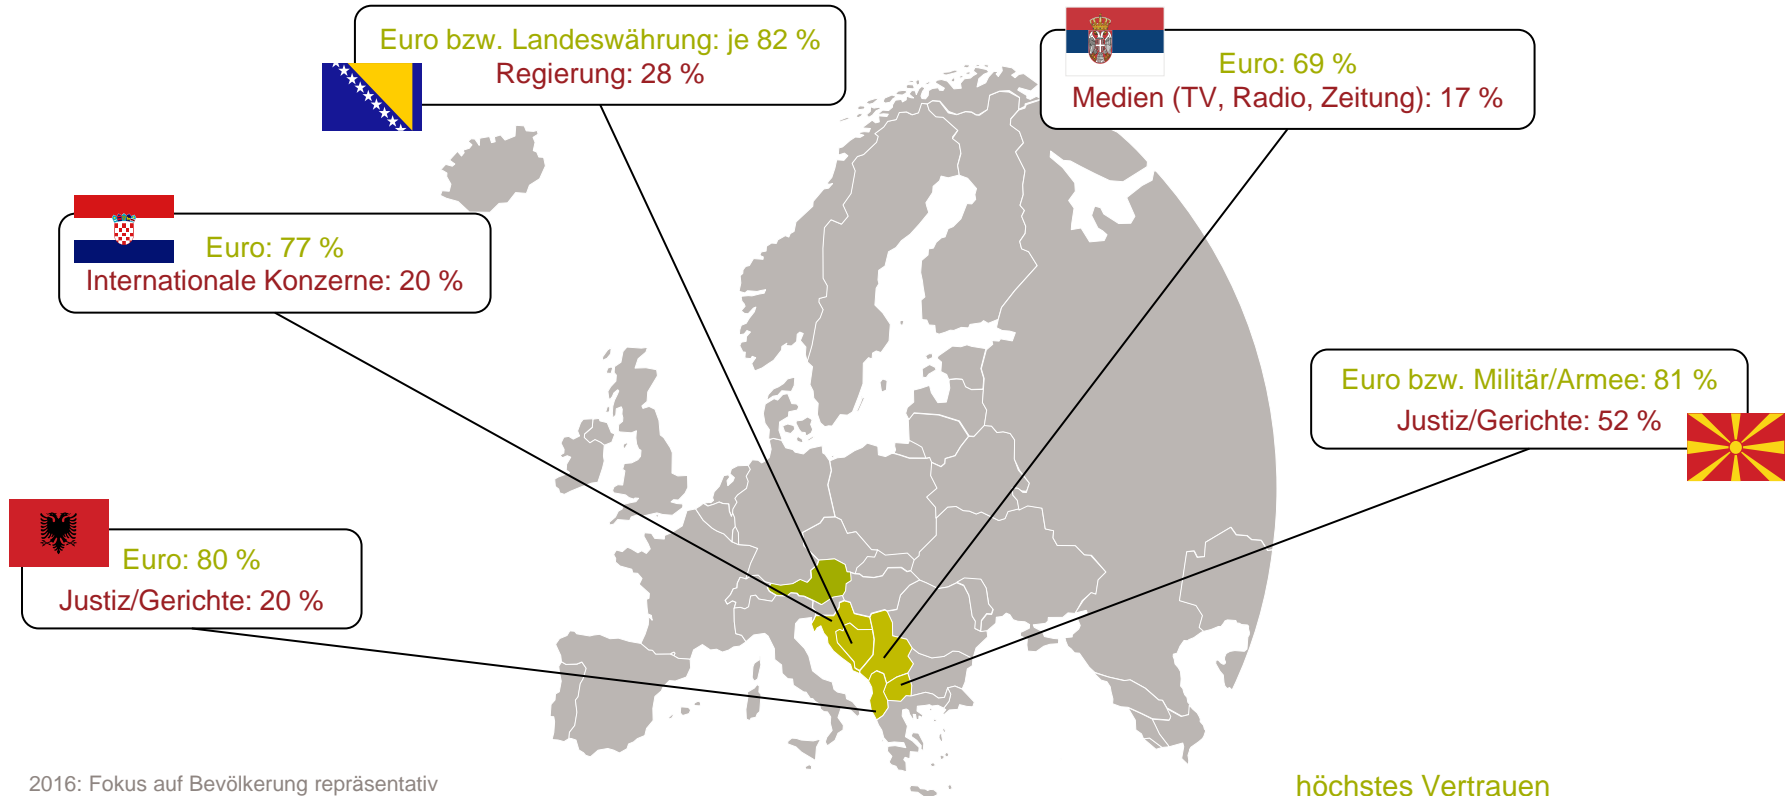 Euro bzw. Landeswährung: je 82 %
Regierung: 28 %
Euro: 69 %
Medien (TV, Radio, Zeitung): 17 %
Euro: 77 %
Internationale Konzerne: 20 %
Euro bzw. Militär/Armee: 81 %
Justiz/Gerichte: 52 %
Euro: 80 %
Justiz/Gerichte: 20 %
2016: Fokus auf Bevölkerung repräsentativ
höchstes Vertrauen